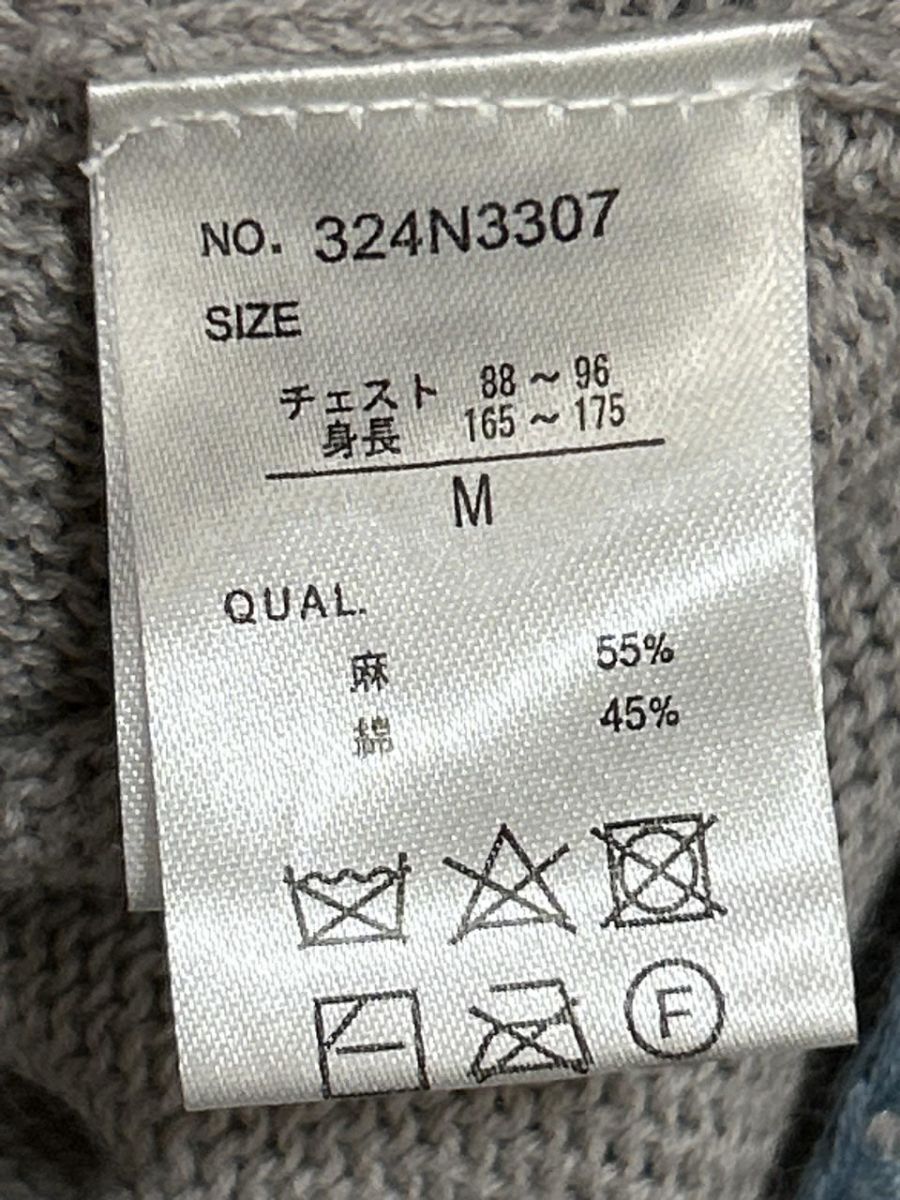 NO. 324N3307
SIZE
チェスト 88 ~ 96
身長 165 ~ 175
M
QUAL.
麻 55%
綿 45%
F